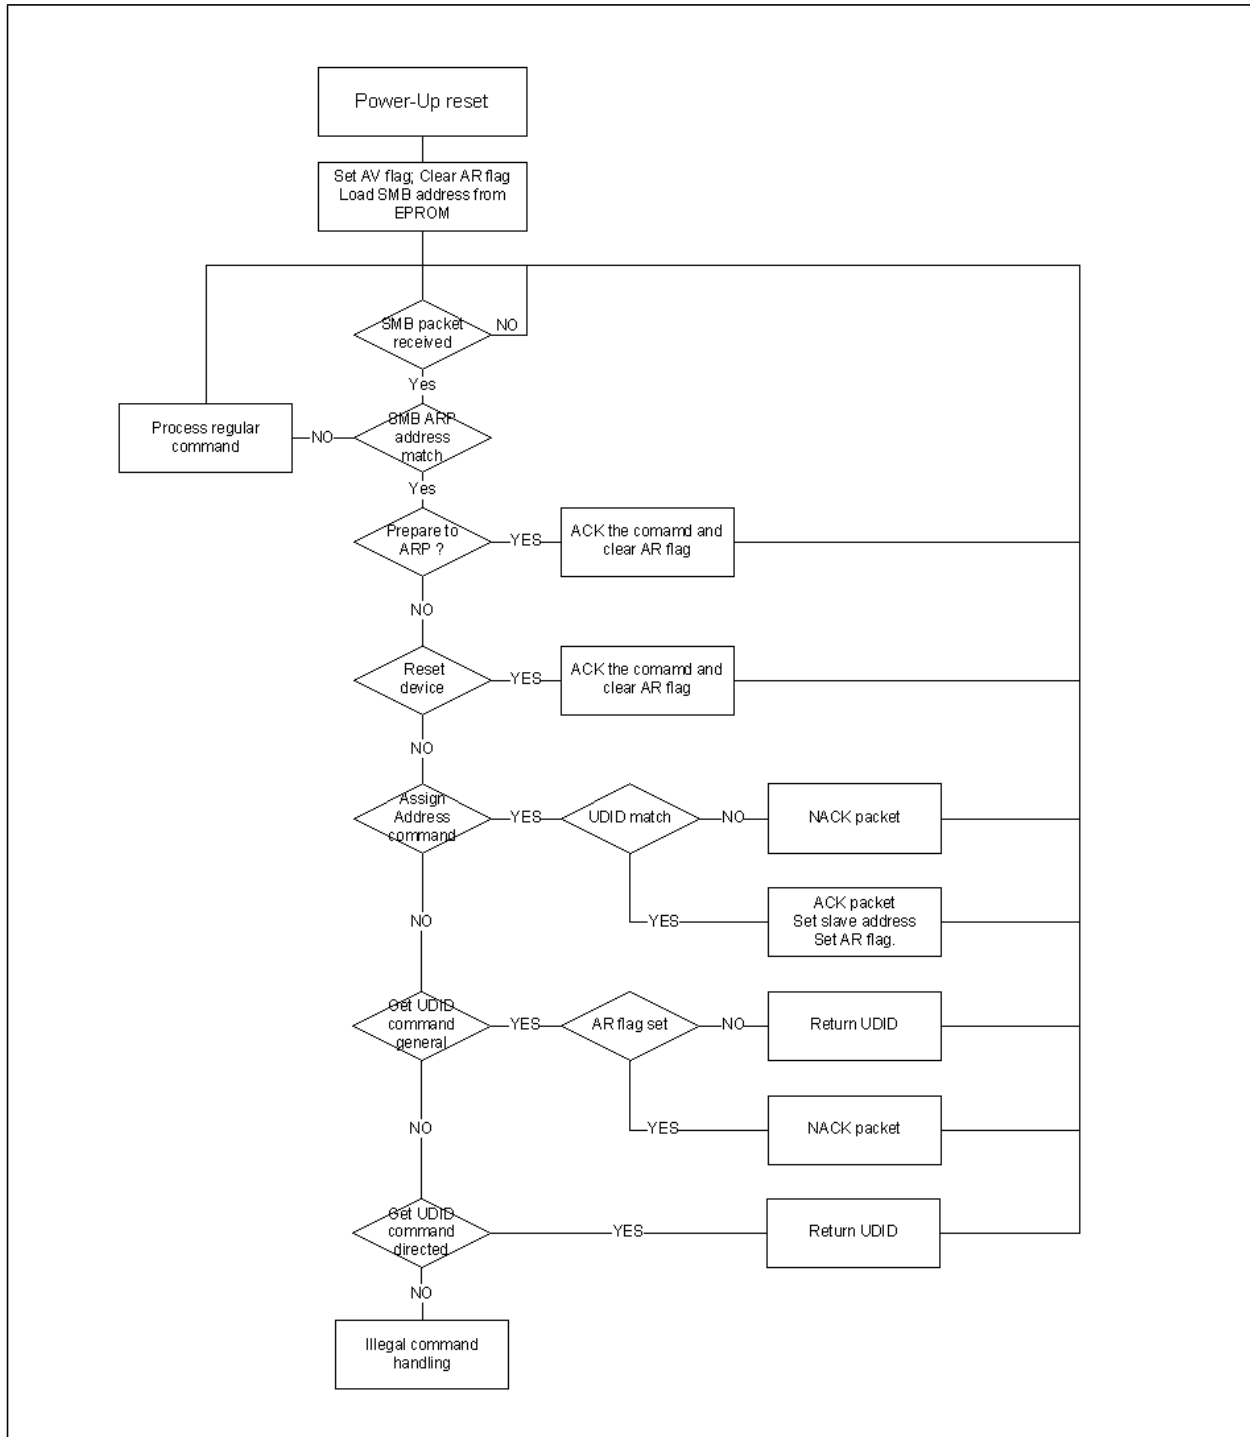 Power-Up reset
Set AV flag; Clear AR flag
Load SMB address from
EPROM
SMB packet
received
NO
Yes
SMB ARP
address
match
NO
Process regular
command
Yes
Prepare to
ARP ?
YES
ACK the comamd and
clear AR flag
NO
Reset
device
YES
ACK the comamd and
clear AR flag
NO
Assign
Address
command
YES
UDID match
NO
NACK packet
YES
ACK packet
Set slave address
Set AR flag.
NO
Get UDID
command
general
YES
AR flag set
NO
Return UDID
YES
NACK packet
NO
Get UDID
command
directed
YES
Return UDID
NO
Illegal command
handling